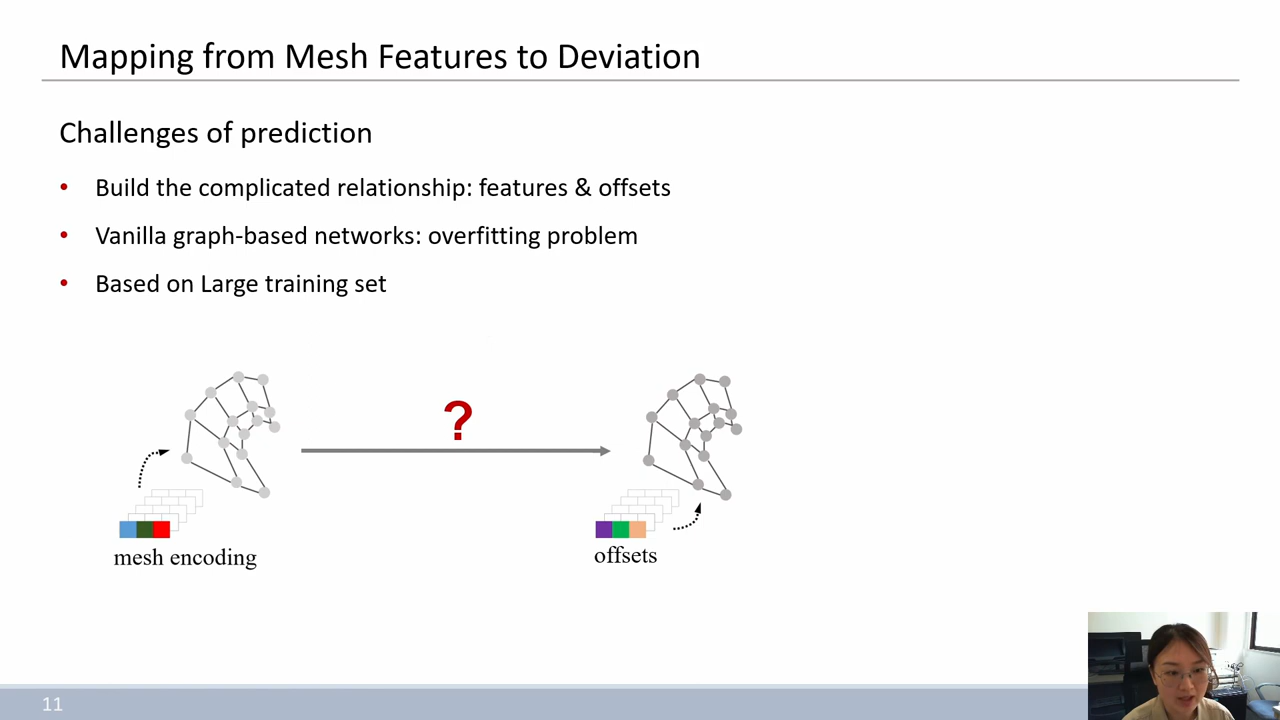 Mapping from Mesh Features to Deviation
Challenges of prediction
• Build the complicated relationship: features & offsets
• Vanilla graph-based networks: overfitting problem
• Based on Large training set
?
mesh encoding
offsets
11